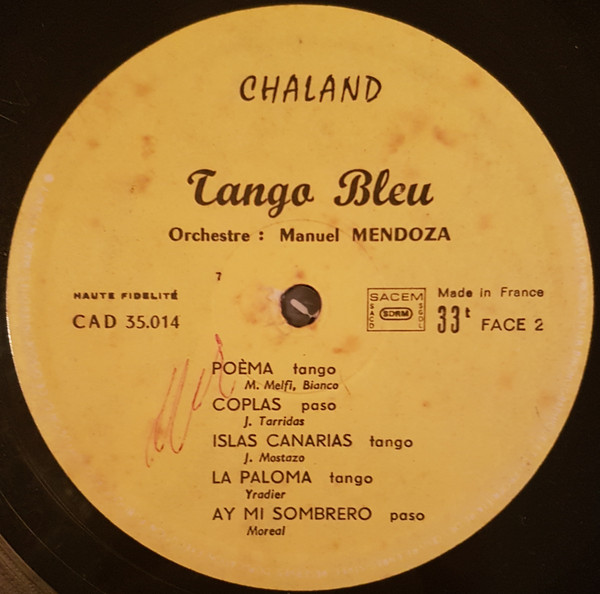 CHALAND
Tango Bleu
Orchestre : Manuel MENDOZA
7
HAUTE FIDELITÉ
CAD 35.014
SACEM
SACD
SDRM
SGDL
Made in France
33t FACE 2
POÈMA tango
M. Melfi, Bianco
COPLAS paso
J. Tarridas
ISLAS CANARIAS tango
J. Mostazo
LA PALOMA tango
Yradier
AY MI SOMBRERO paso
Moreal